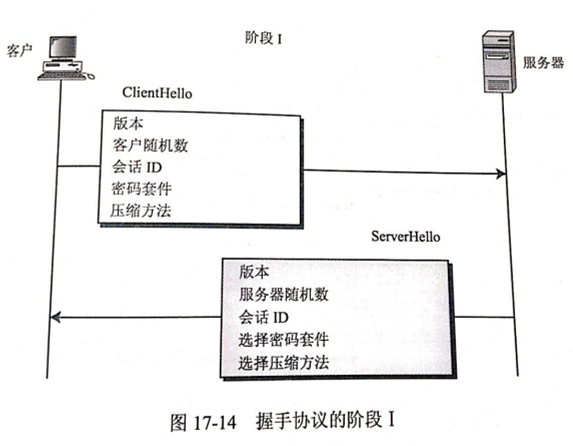 阶段 I
客户
服务器
ClientHello
版本
客户随机数
会话 ID
密码套件
压缩方法
ServerHello
版本
服务器随机数
会话 ID
选择密码套件
选择压缩方法
图 17-14 握手协议的阶段 I